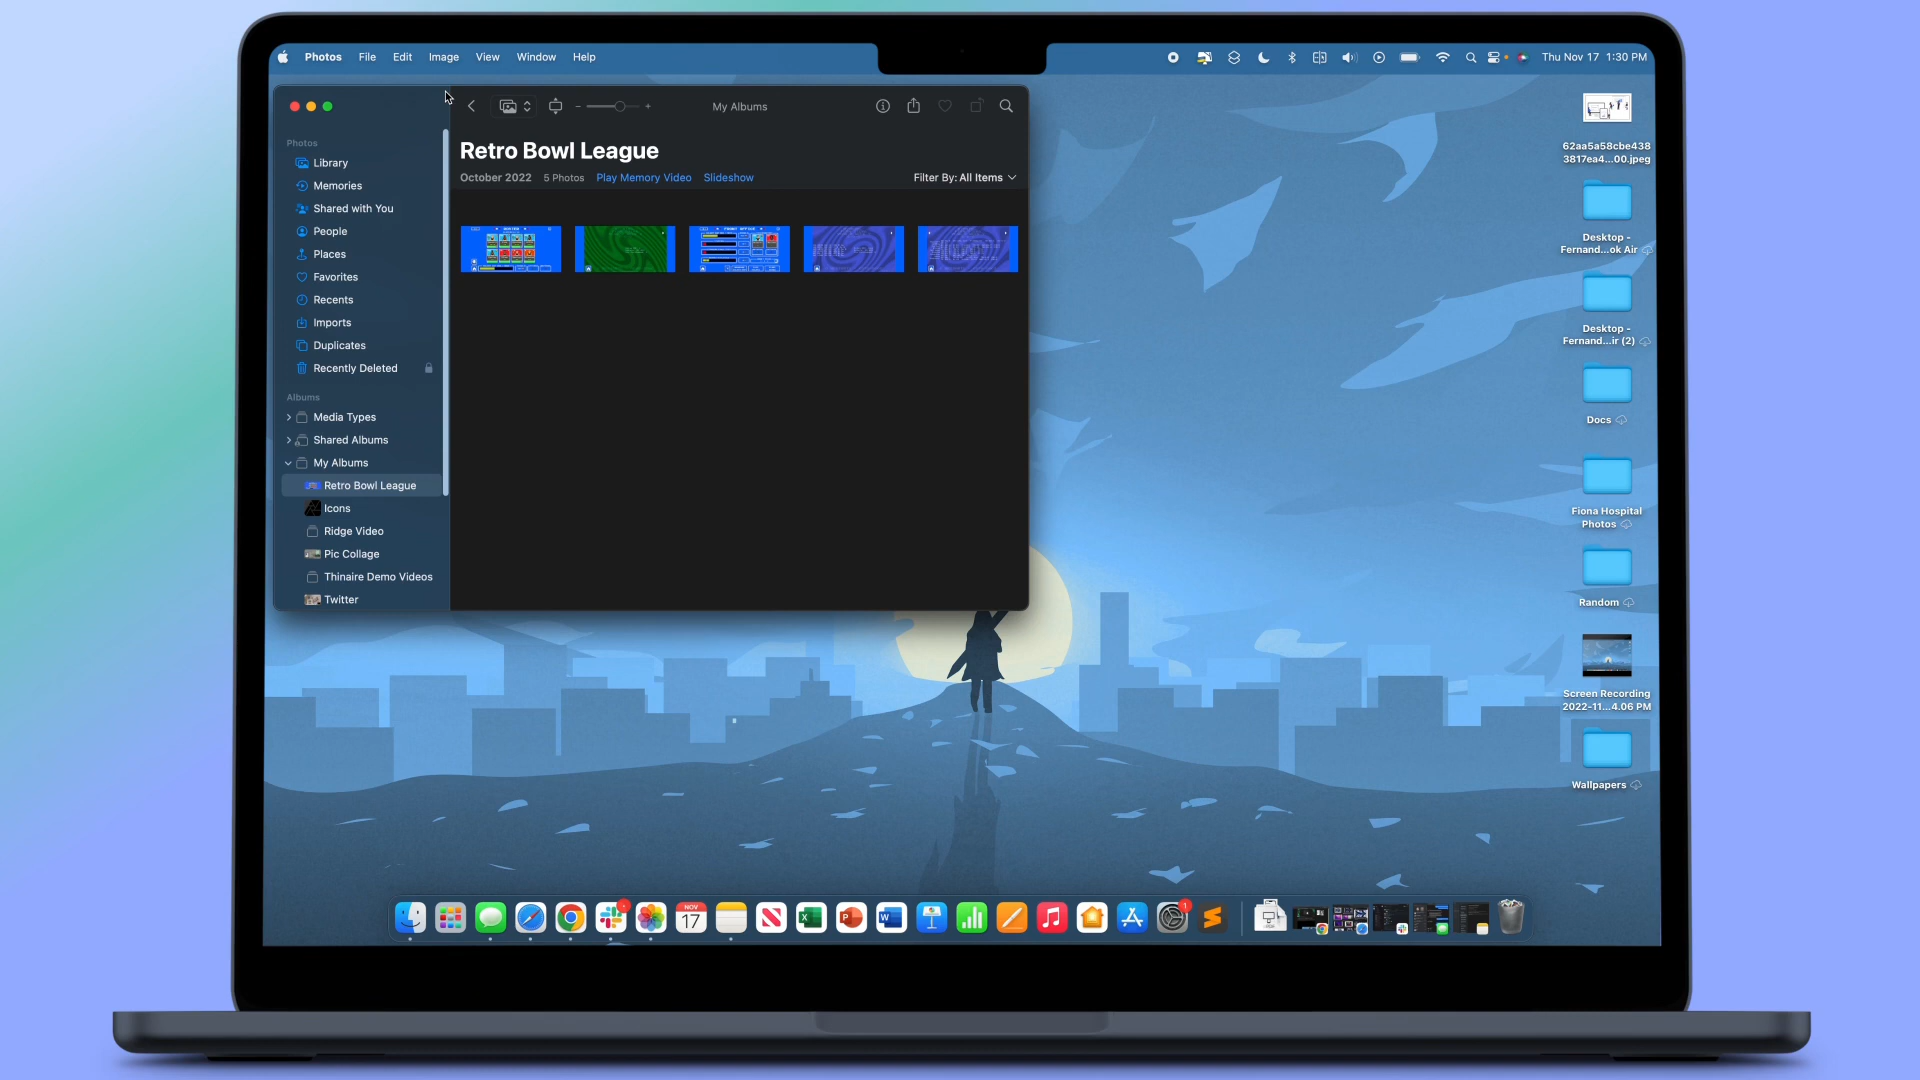 Photos File Edit Image View Window Help
Thu Nov 17 1:30 PM
My Albums
Photos
Library
Memories
Shared with You
People
Places
Favorites
Recents
Imports
Duplicates
Recently Deleted
Albums
Media Types
Shared Albums
My Albums
Retro Bowl League
Icons
Ridge Video
Pic Collage
Thinaire Demo Videos
Twitter
Retro Bowl League
October 2022 5 Photos Play Memory Video Slideshow
Filter By: All Items
62aa5a58cbe438
3817ea4...00.jpeg
Desktop -
Fernand...ok Air
Desktop -
Fernand...ir (2)
Docs
Fiona Hospital
Photos
Random
Screen Recording
2022-11...4.06 PM
Wallpapers
NOV
17
X
P
W
1